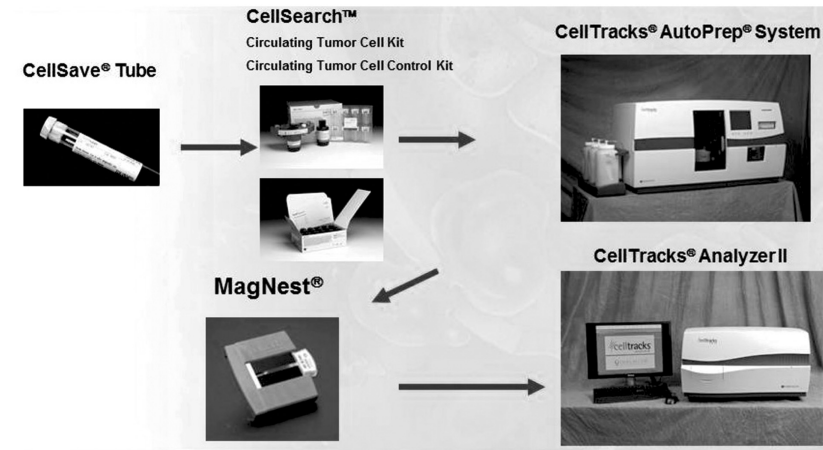 CellSave® Tube
CellSearch™
Circulating Tumor Cell Kit
Circulating Tumor Cell Control Kit
CellTracks® AutoPrep® System
MagNest®
CellTracks® Analyzer II
celltracks